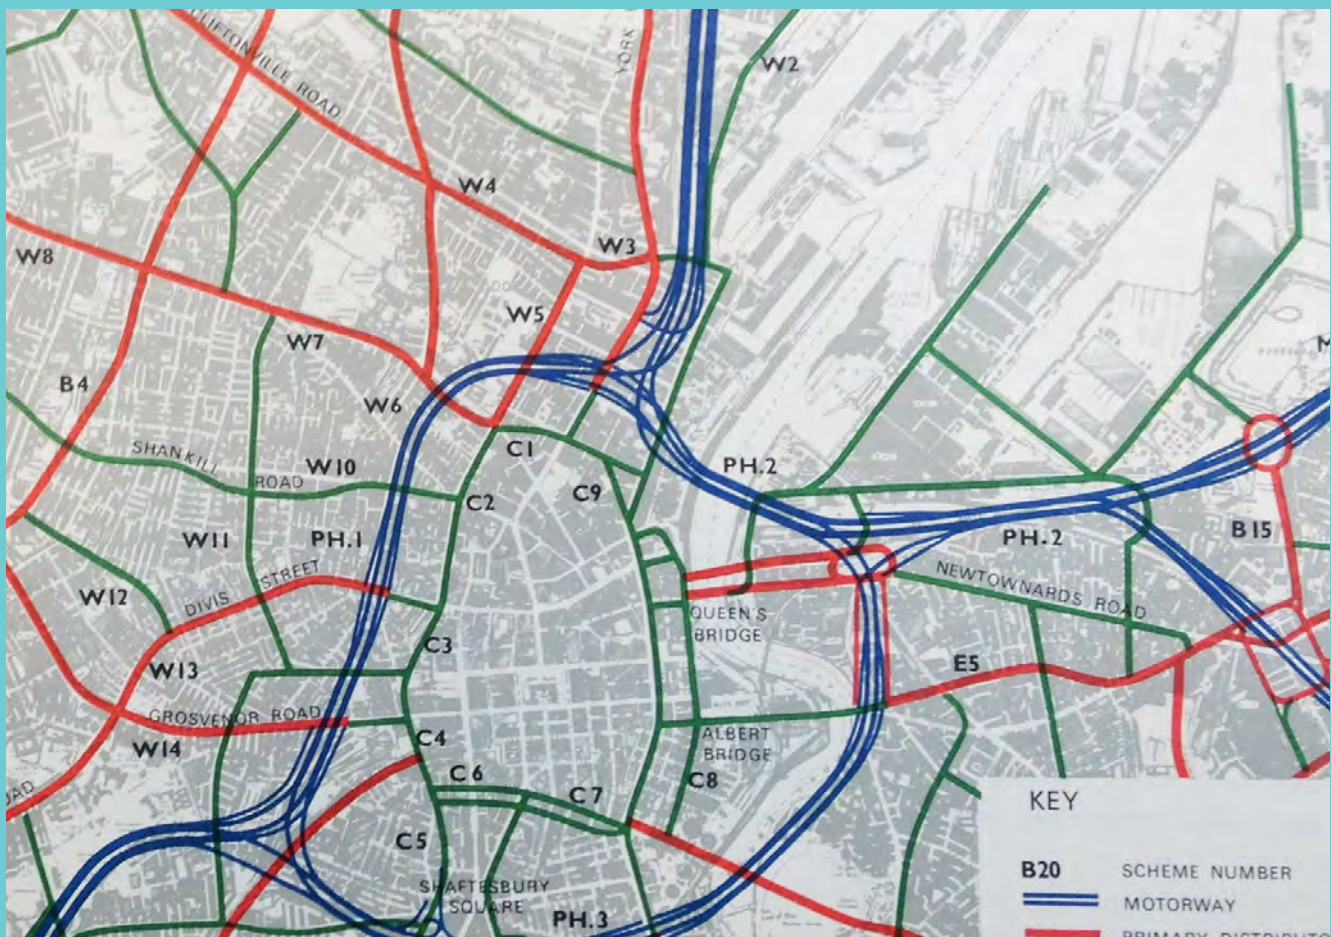 CLIFTONVILLE ROAD
YORK
W2
W4
W3
W8
W5
W7
B4
W6
SHANKILL
ROAD
W10
C1
C2
C9
PH.2
W11
PH.1
PH.2
B15
W12
DIVIS
STREET
NEWTOWNARDS ROAD
QUEEN'S
BRIDGE
C3
W13
E5
GROSVENOR ROAD
W14
C4
ALBERT
BRIDGE
C6
C7
C8
C5
SHAFTESBURY
SQUARE
PH.3
KEY
B20 SCHEME NUMBER
MOTORWAY
PRIMARY DISTRIBUTO